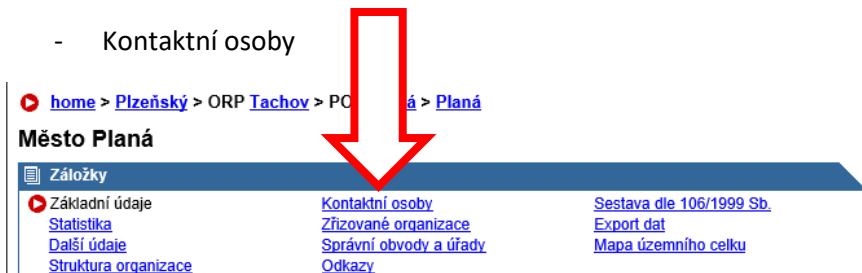 - Kontaktní osoby
home > Plzeňský > ORP Tachov > PO á > Planá
Město Planá
Záložky
Základní údaje Kontaktní osoby Sestava dle 106/1999 Sb.
Statistika Zřizované organizace Export dat
Další údaje Správní obvody a úřady Mapa územního celku
Struktura organizace Odkazy